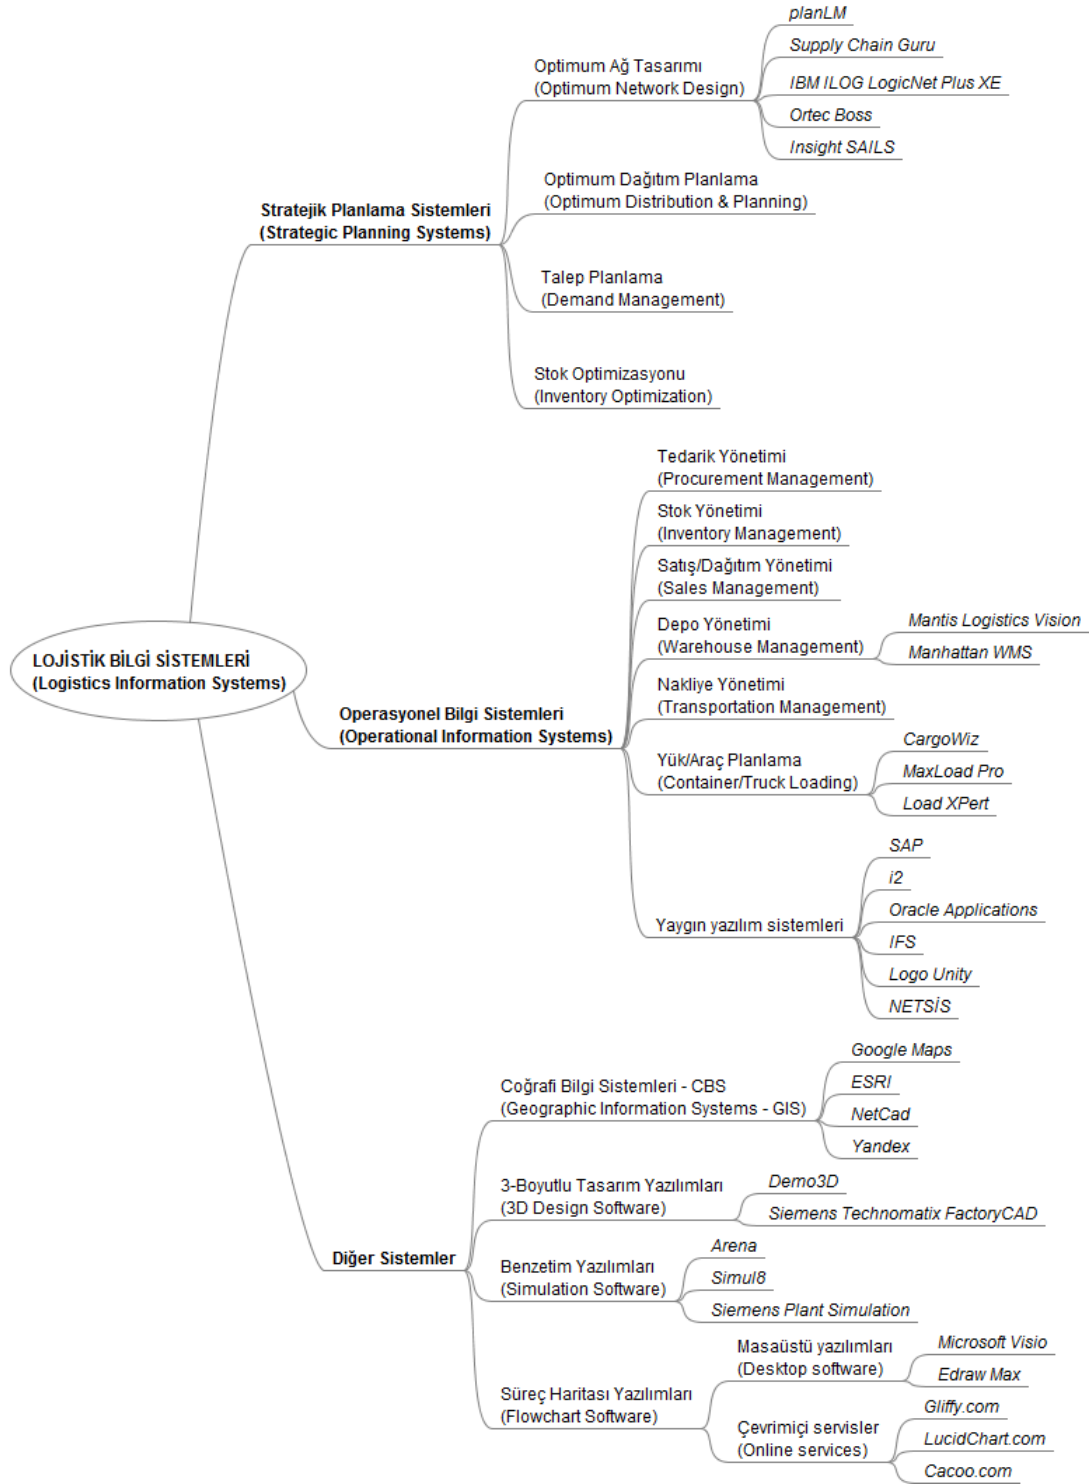 LOJİSTİK BİLGİ SİSTEMLERİ
(Logistics Information Systems)
Stratejik Planlama Sistemleri
(Strategic Planning Systems)
Optimum Ağ Tasarımı
(Optimum Network Design)
planLM
Supply Chain Guru
IBM ILOG LogicNet Plus XE
Ortec Boss
Insight SAILS
Optimum Dağıtım Planlama
(Optimum Distribution & Planning)
Talep Planlama
(Demand Management)
Stok Optimizasyonu
(Inventory Optimization)
Operasyonel Bilgi Sistemleri
(Operational Information Systems)
Tedarik Yönetimi
(Procurement Management)
Stok Yönetimi
(Inventory Management)
Satış/Dağıtım Yönetimi
(Sales Management)
Depo Yönetimi
(Warehouse Management)
Mantis Logistics Vision
Manhattan WMS
Nakliye Yönetimi
(Transportation Management)
Yük/Araç Planlama
(Container/Truck Loading)
CargoWiz
MaxLoad Pro
Load XPert
Yaygın yazılım sistemleri
SAP
i2
Oracle Applications
IFS
Logo Unity
NETSİS
Diğer Sistemler
Coğrafi Bilgi Sistemleri - CBS
(Geographic Information Systems - GIS)
Google Maps
ESRI
NetCad
Yandex
3-Boyutlu Tasarım Yazılımları
(3D Design Software)
Demo3D
Siemens Technomatix FactoryCAD
Benzetim Yazılımları
(Simulation Software)
Arena
Simul8
Siemens Plant Simulation
Süreç Haritası Yazılımları
(Flowchart Software)
Masaüstü yazılımları
(Desktop software)
Microsoft Visio
Edraw Max
Çevrimiçi servisler
(Online services)
Gliffy.com
LucidChart.com
Cacoo.com